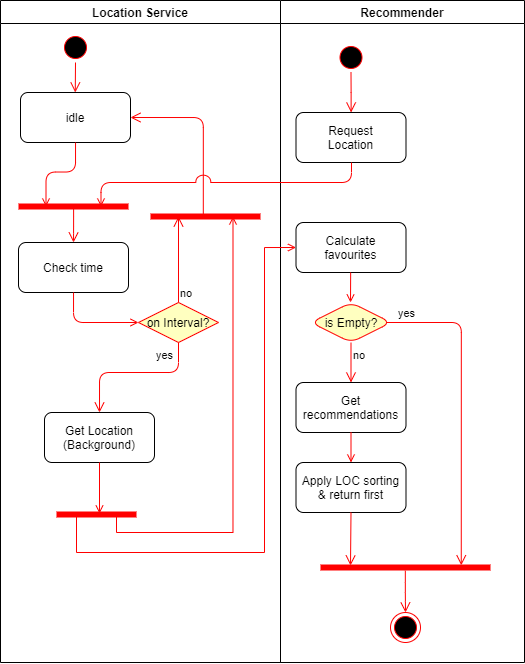 Location Service
Recommender
idle
Request
Location
Check time
Calculate
favourites
no
on Interval?
is Empty?
yes
yes
no
Get
recommendations
Get Location
(Background)
Apply LOC sorting
& return first